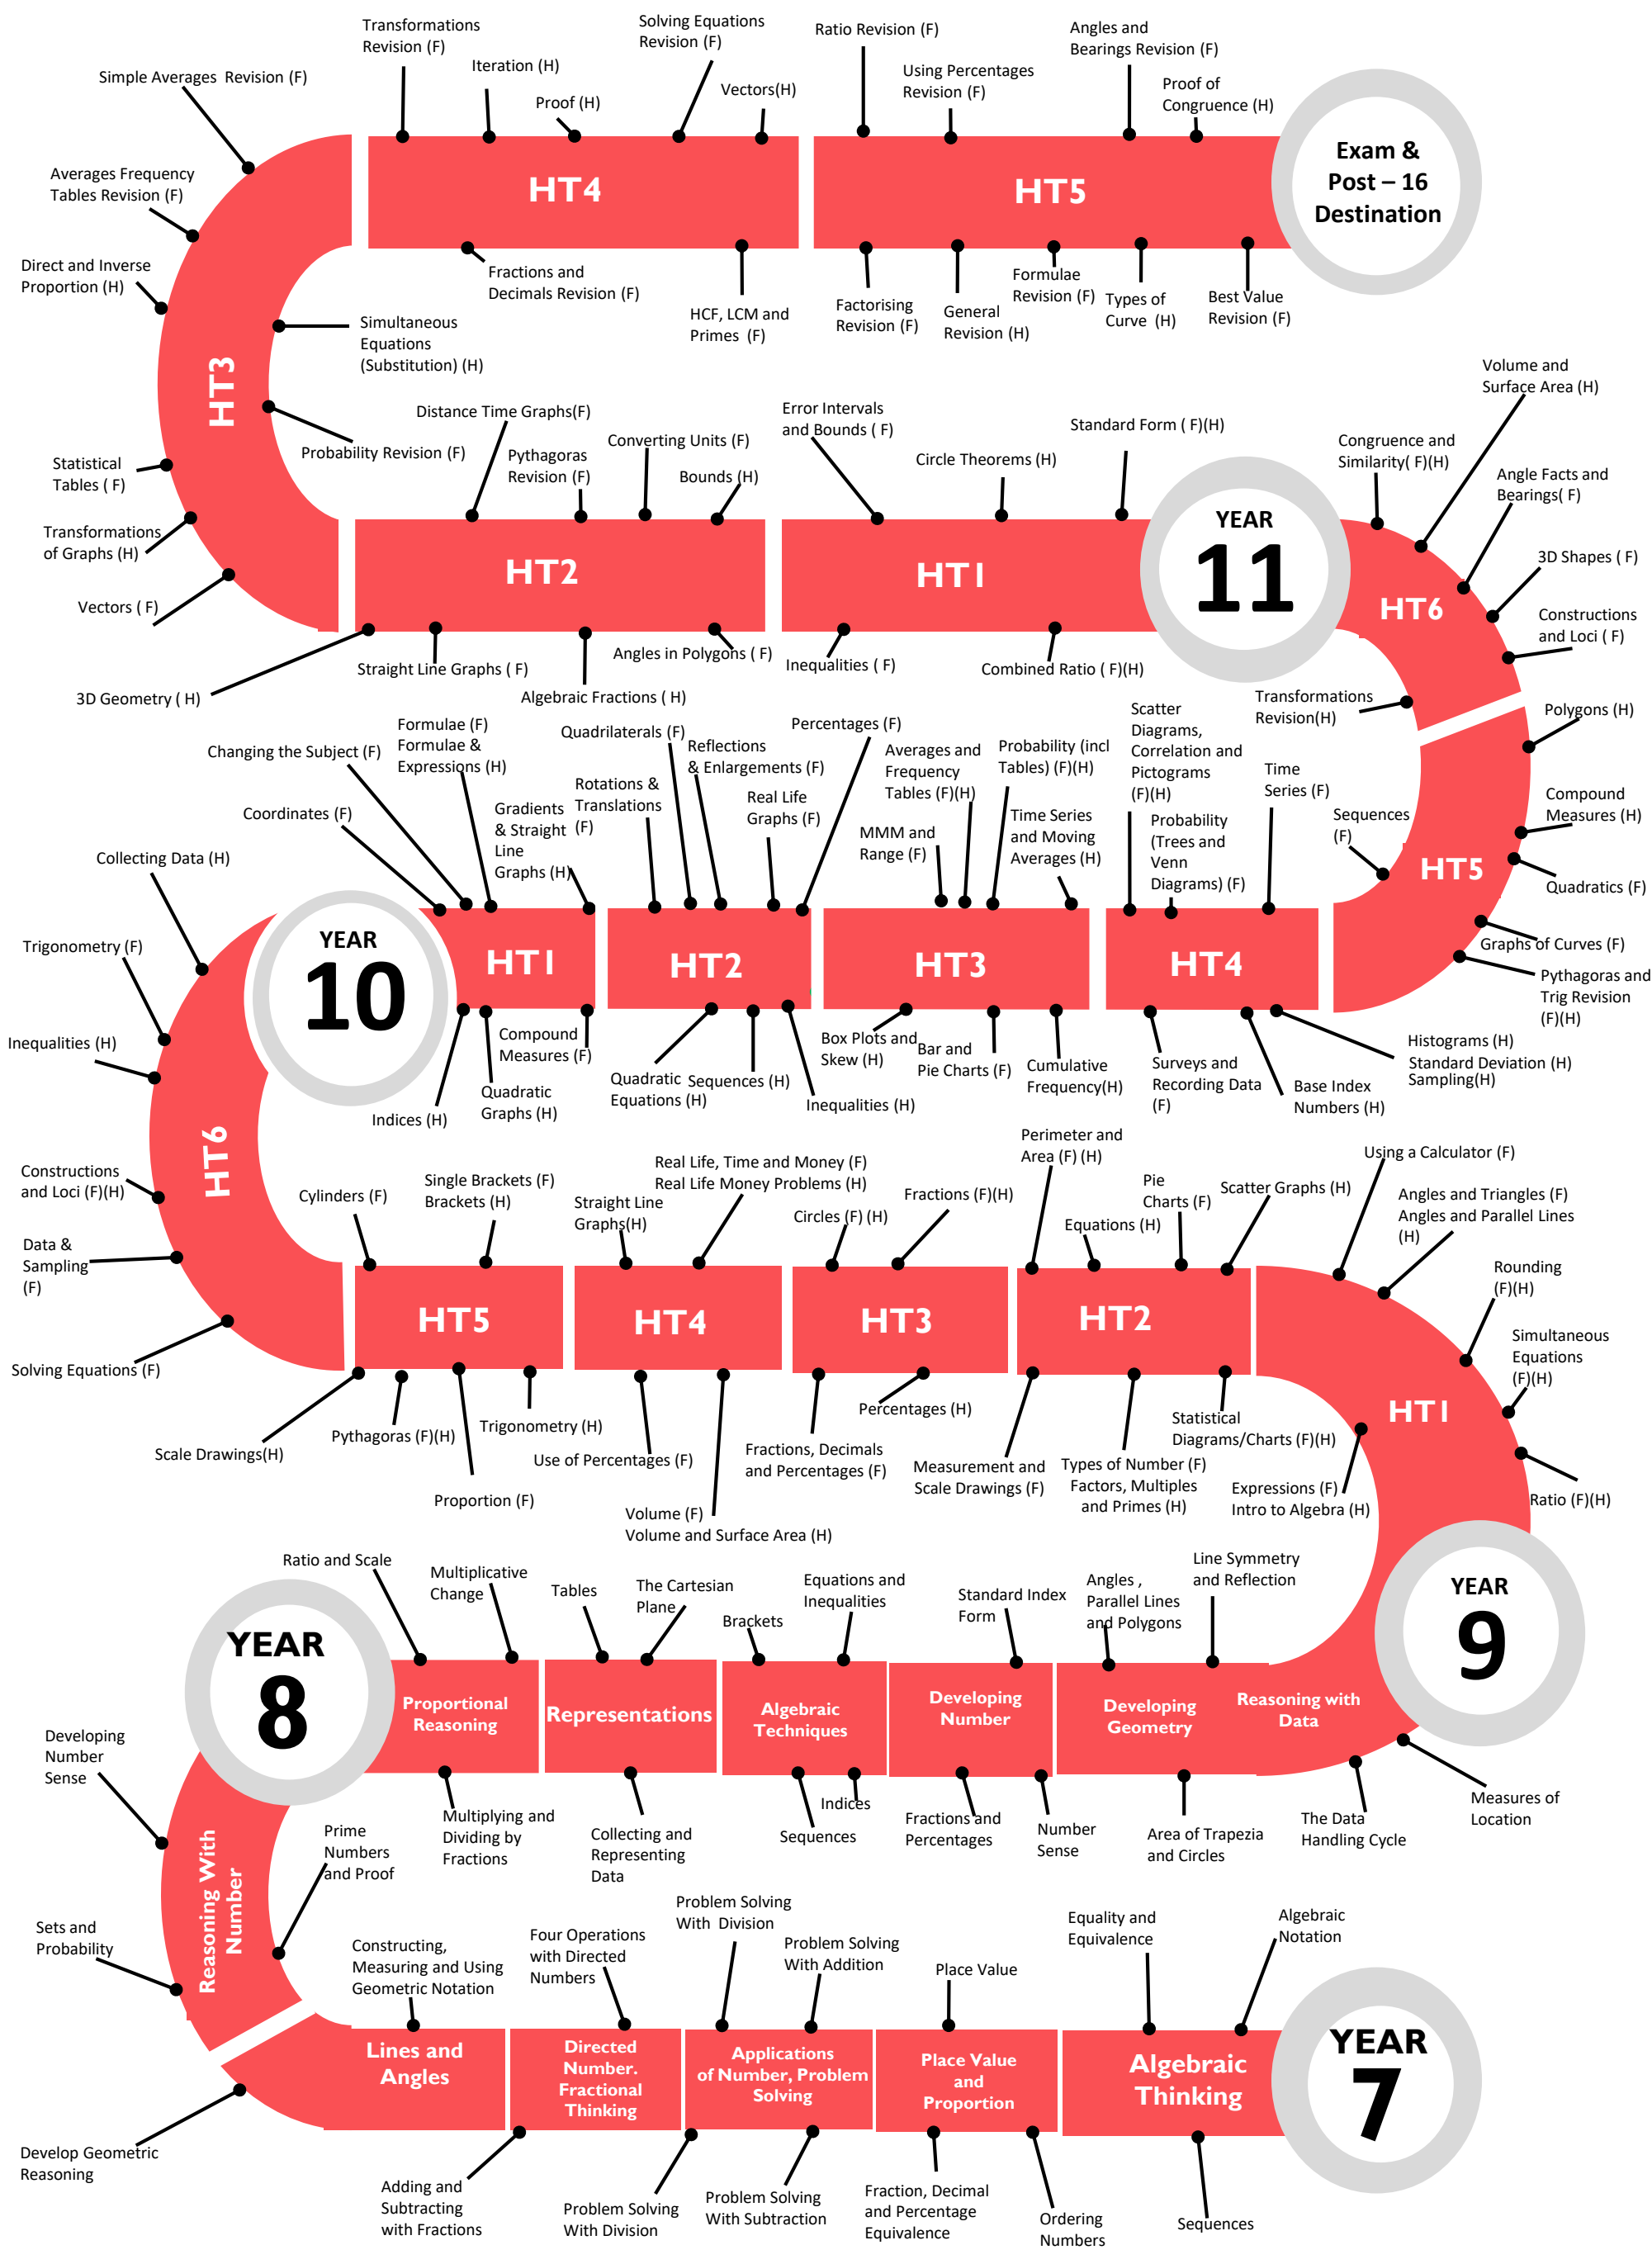 Transformations
Revision (F)
Iteration (H)
Proof (H)
Solving Equations
Revision (F)
Vectors(H)
Ratio Revision (F)
Using Percentages
Revision (F)
Angles and
Bearings Revision (F)
Proof of
Congruence (H)
Simple Averages  Revision (F)
Averages Frequency
Tables Revision (F)
Direct and Inverse
Proportion (H)
HT4
HT5
Exam &
Post – 16
Destination
Fractions and
Decimals Revision (F)
HCF, LCM and
Primes  (F)
Factorising
Revision (F)
General
Revision (H)
Formulae
Revision (F)
Types of
Curve  (H)
Best Value
Revision (F)
Simultaneous
Equations
(Substitution) (H)
HT3
Probability Revision (F)
Statistical
Tables ( F)
Transformations
of Graphs (H)
Vectors ( F)
Distance Time Graphs(F)
Pythagoras
Revision (F)
Converting Units (F)
Bounds (H)
Error Intervals
and Bounds ( F)
Circle Theorems (H)
Standard Form ( F)(H)
HT2
HT1
YEAR
11
3D Geometry ( H)
Straight Line Graphs ( F)
Algebraic Fractions ( H)
Angles in Polygons ( F)
Inequalities ( F)
Combined Ratio ( F)(H)
Volume and
Surface Area (H)
Congruence and
Similarity( F)(H)
Angle Facts and
Bearings( F)
3D Shapes ( F)
Constructions
and Loci ( F)
HT6
Transformations
Revision(H)
Polygons (H)
Compound
Measures (H)
Quadratics (F)
Graphs of Curves (F)
Pythagoras and
Trig Revision
(F)(H)
Sequences
(F)
HT5
Changing the Subject (F)
Coordinates (F)
Formulae (F)
Formulae &
Expressions (H)
Gradients
& Straight
Line
Graphs (H)
Quadrilaterals (F)
Rotations &
Translations
(F)
Reflections
& Enlargements (F)
Real Life
Graphs (F)
Percentages (F)
MMM and
Range (F)
Averages and
Frequency
Tables (F)(H)
Probability (incl
Tables) (F)(H)
Time Series
and Moving
Averages (H)
Scatter
Diagrams,
Correlation and
Pictograms
(F)(H)
Probability
(Trees and
Venn
Diagrams) (F)
Time
Series (F)
YEAR
10
HT1
HT2
HT3
HT4
Indices (H)
Quadratic
Graphs (H)
Compound
Measures (F)
Quadratic
Equations (H)
Sequences (H)
Inequalities (H)
Box Plots and
Skew (H)
Bar and
Pie Charts (F)
Cumulative
Frequency(H)
Surveys and
Recording Data
(F)
Base Index
Numbers (H)
Histograms (H)
Standard Deviation (H)
Sampling(H)
Collecting Data (H)
Trigonometry (F)
Inequalities (H)
Constructions
and Loci (F)(H)
Data &
Sampling
(F)
Solving Equations (F)
HT6
Cylinders (F)
Single Brackets (F)
Brackets (H)
Straight Line
Graphs(H)
Real Life, Time and Money (F)
Real Life Money Problems (H)
Circles (F) (H)
Fractions (F)(H)
Perimeter and
Area (F) (H)
Equations (H)
Pie
Charts (F)
Scatter Graphs (H)
Using a Calculator (F)
Angles and Triangles (F)
Angles and Parallel Lines
(H)
Rounding
(F)(H)
Simultaneous
Equations
(F)(H)
Ratio (F)(H)
HT5
HT4
HT3
HT2
HT1
Scale Drawings(H)
Pythagoras (F)(H)
Proportion (F)
Trigonometry (H)
Use of Percentages (F)
Volume (F)
Volume and Surface Area (H)
Fractions, Decimals
and Percentages (F)
Percentages (H)
Measurement and
Scale Drawings (F)
Types of Number (F)
Factors, Multiples
and Primes (H)
Statistical
Diagrams/Charts (F)(H)
Expressions (F)
Intro to Algebra (H)
YEAR
9
Ratio and Scale
Multiplicative
Change
Tables
The Cartesian
Plane
Brackets
Equations and
Inequalities
Standard Index
Form
Angles ,
Parallel Lines
and Polygons
Line Symmetry
and Reflection
YEAR
8
Proportional
Reasoning
Representations
Algebraic
Techniques
Developing
Number
Developing
Geometry
Reasoning with
Data
Multiplying and
Dividing by
Fractions
Collecting and
Representing
Data
Sequences
Indices
Fractions and
Percentages
Number
Sense
Area of Trapezia
and Circles
The Data
Handling Cycle
Measures of
Location
Developing
Number
Sense
Prime
Numbers
and Proof
Sets and
Probability
Reasoning With
Number
Develop Geometric
Reasoning
Constructing,
Measuring and Using
Geometric Notation
Four Operations
with Directed
Numbers
Problem Solving
With  Division
Problem Solving
With Addition
Place Value
Equality and
Equivalence
Algebraic
Notation
Lines and
Angles
Directed
Number.
Fractional
Thinking
Applications
of Number, Problem
Solving
Place Value
and
Proportion
Algebraic
Thinking
YEAR
7
Adding and
Subtracting
with Fractions
Problem Solving
With Division
Problem Solving
With Subtraction
Fraction, Decimal
and Percentage
Equivalence
Ordering
Numbers
Sequences